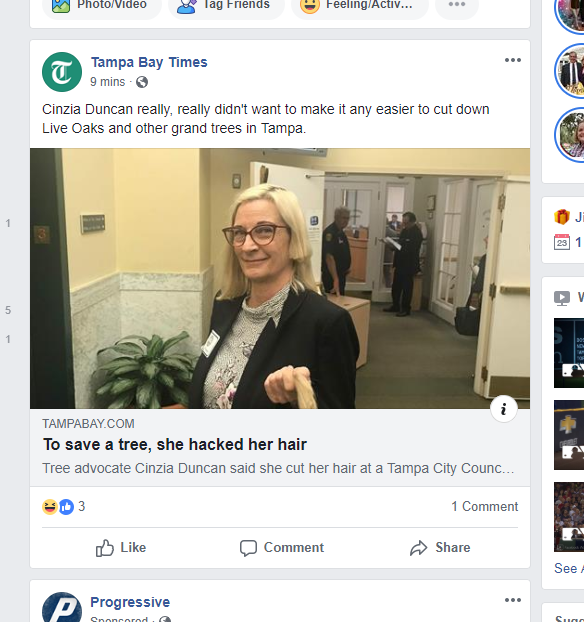 Photo/Video
Tag Friends
Feeling/Activ...
Tampa Bay Times
9 mins ·
Cinzia Duncan really, really didn't want to make it any easier to cut down
Live Oaks and other grand trees in Tampa.
TAMPABAY.COM
To save a tree, she hacked her hair
Tree advocate Cinzia Duncan said she cut her hair at a Tampa City Counc...
3
1 Comment
Like
Comment
Share
Progressive
Sponsored ·
1
5
1
Ji
23
1
See